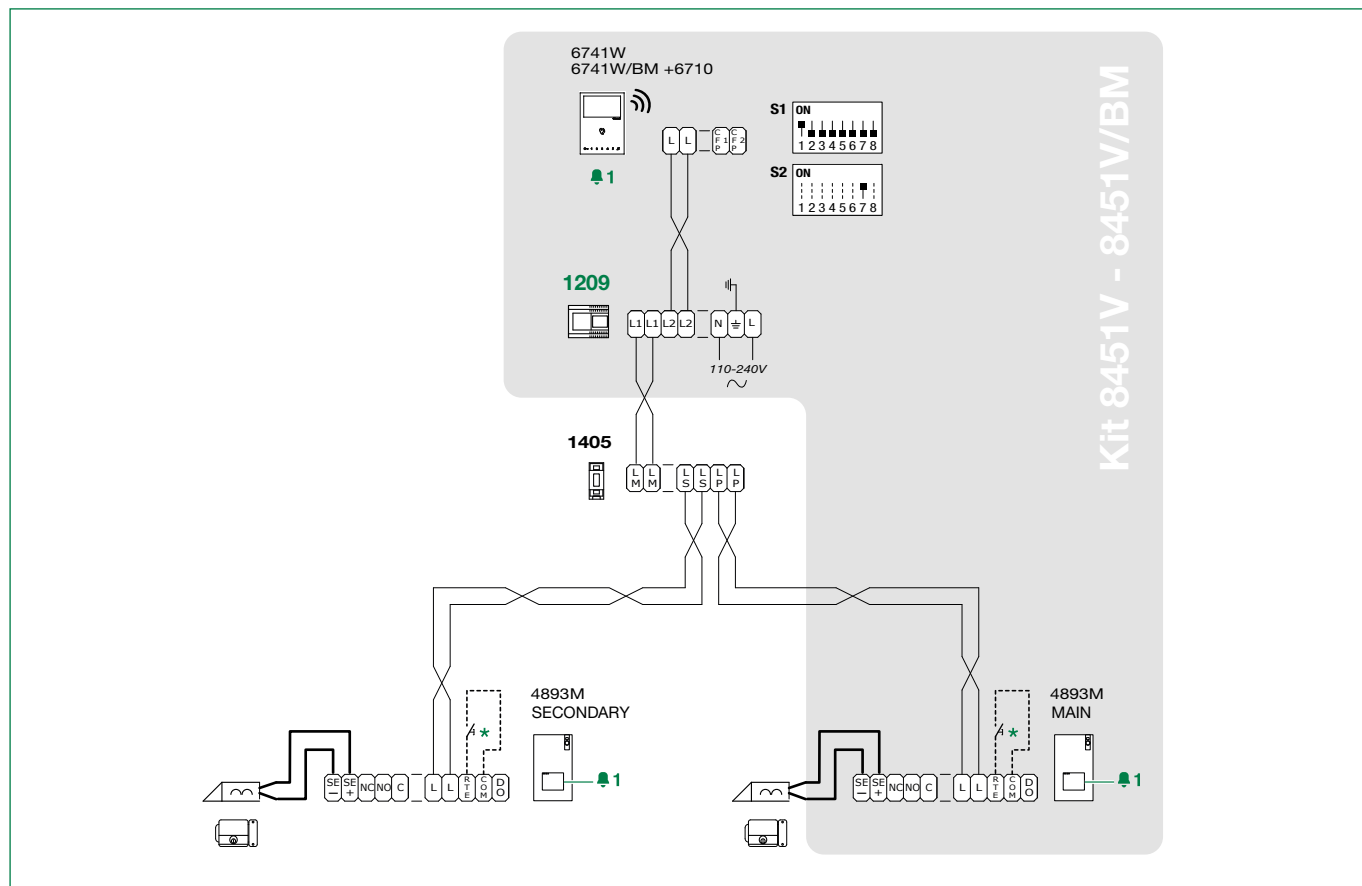 6741W
6741W/BM +6710
S1 ON
1 2 3 4 5 6 7 8
S2 ON
1 2 3 4 5 6 7 8
L L CFP1 CFP2
1
Kit 8451V - 8451V/BM
1209
L1 L1 L2 L2 N L
110-240V
1405
LM LM LS LS LP LP
4893M
SECONDARY
4893M
MAIN
*
*
SE- SE+ NC NO C L L RTE COM DO
1
SE- SE+ NC NO C L L RTE COM DO
1